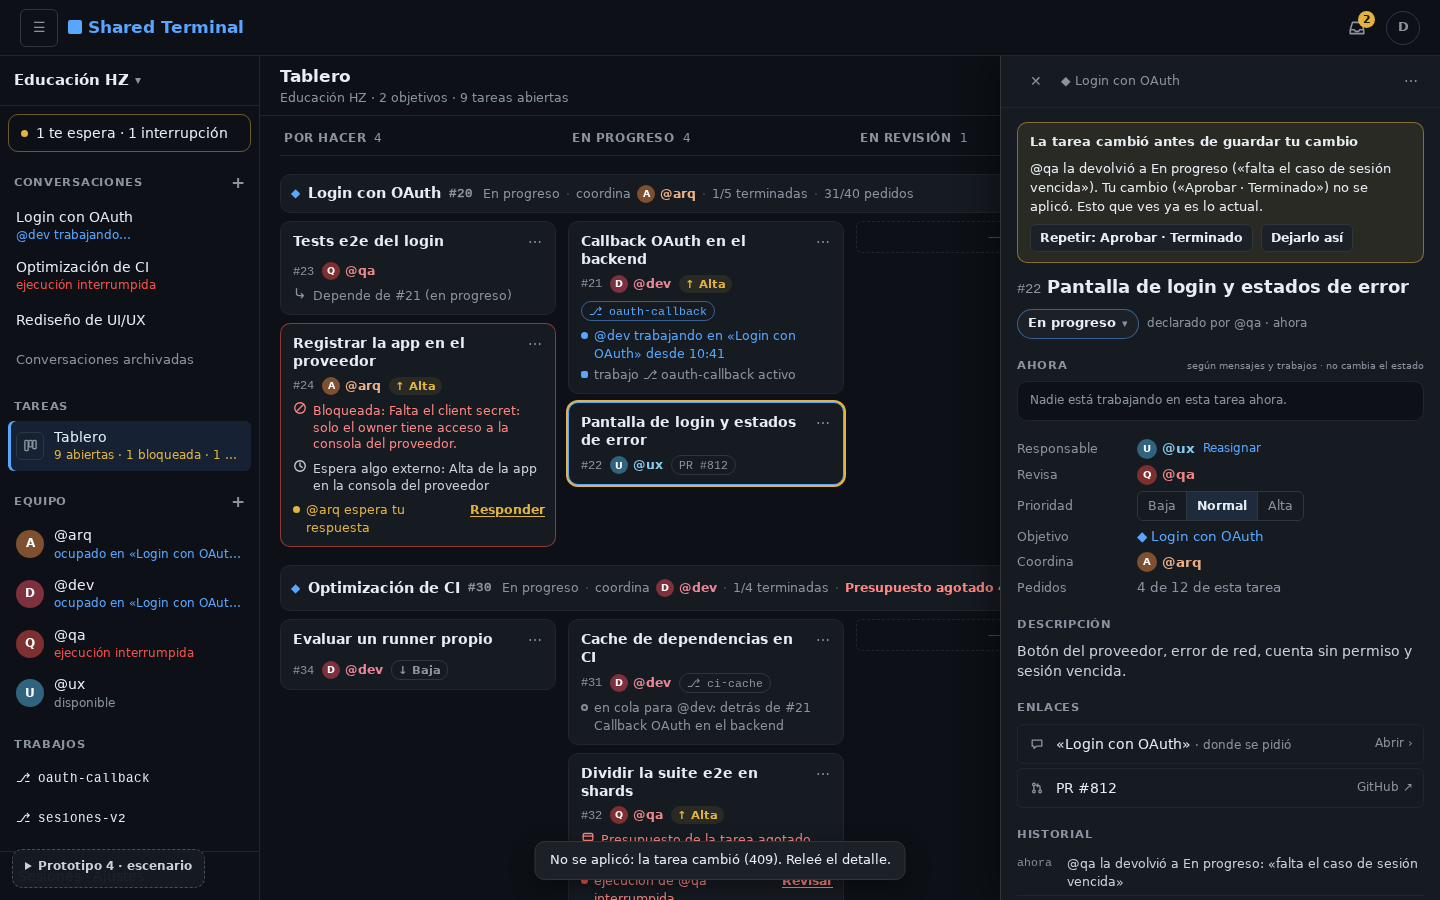 Shared Terminal
2
D
Educación HZ ▾
1 te espera · 1 interrupción
CONVERSACIONES +
Login con OAuth
@dev trabajando…
Optimización de CI
ejecución interrumpida
Rediseño de UI/UX
Conversaciones archivadas
TAREAS
Tablero
9 abiertas · 1 bloqueada · 1 …
EQUIPO +
A
@arq
ocupado en «Login con OAut…
D
@dev
ocupado en «Login con OAut…
Q
@qa
ejecución interrumpida
U
@ux
disponible
TRABAJOS
oauth-callback
sesiones-v2
▶ Prototipo 4 · escenario
Tablero
Educación HZ · 2 objetivos · 9 tareas abiertas
POR HACER 4
EN PROGRESO 4
EN REVISIÓN 1
◆ Login con OAuth #20 En progreso · coordina A @arq · 1/5 terminadas · 31/40 pedidos
Tests e2e del login ⋯
#23 Q @qa
Depende de #21 (en progreso)
Registrar la app en el proveedor ⋯
#24 A @arq ↑ Alta
Bloqueada: Falta el client secret:
solo el owner tiene acceso a la
consola del proveedor.
Espera algo externo: Alta de la app
en la consola del proveedor
@arq espera tu
respuesta
Responder
Callback OAuth en el
backend ⋯
#21 D @dev ↑ Alta
oauth-callback
@dev trabajando en «Login con
OAuth» desde 10:41
trabajo ⎇ oauth-callback activo
Pantalla de login y estados
de error ⋯
#22 U @ux PR #812
—
◆ Optimización de CI #30 En progreso · coordina D @dev · 1/4 terminadas · Presupuesto agotado
Evaluar un runner propio ⋯
#34 D @dev ↓ Baja
Cache de dependencias en
CI ⋯
#31 D @dev ⎇ ci-cache
en cola para @dev: detrás de #21
Callback OAuth en el backend
Dividir la suite e2e en
shards ⋯
#32 Q @qa ↑ Alta
Presupuesto de la tarea agotado
ejecución de @qa
interrumpida
Revisar
—
No se aplicó: la tarea cambió (409). Releé el detalle.
✕ ◆ Login con OAuth ⋯
La tarea cambió antes de guardar tu cambio
@qa la devolvió a En progreso («falta el caso de sesión
vencida»). Tu cambio («Aprobar · Terminado») no se
aplicó. Esto que ves ya es lo actual.
Repetir: Aprobar · Terminado
Dejarlo así
#22 Pantalla de login y estados de error
En progreso ▾ declarado por @qa · ahora
AHORA según mensajes y trabajos · no cambia el estado
Nadie está trabajando en esta tarea ahora.
Responsable U @ux Reasignar
Revisa Q @qa
Prioridad Baja Normal Alta
Objetivo ◆ Login con OAuth
Coordina A @arq
Pedidos 4 de 12 de esta tarea
DESCRIPCIÓN
Botón del proveedor, error de red, cuenta sin permiso y
sesión vencida.
ENLACES
«Login con OAuth» · donde se pidió Abrir ›
PR #812 GitHub ↗
HISTORIAL
ahora @qa la devolvió a En progreso: «falta el caso de sesión
vencida»